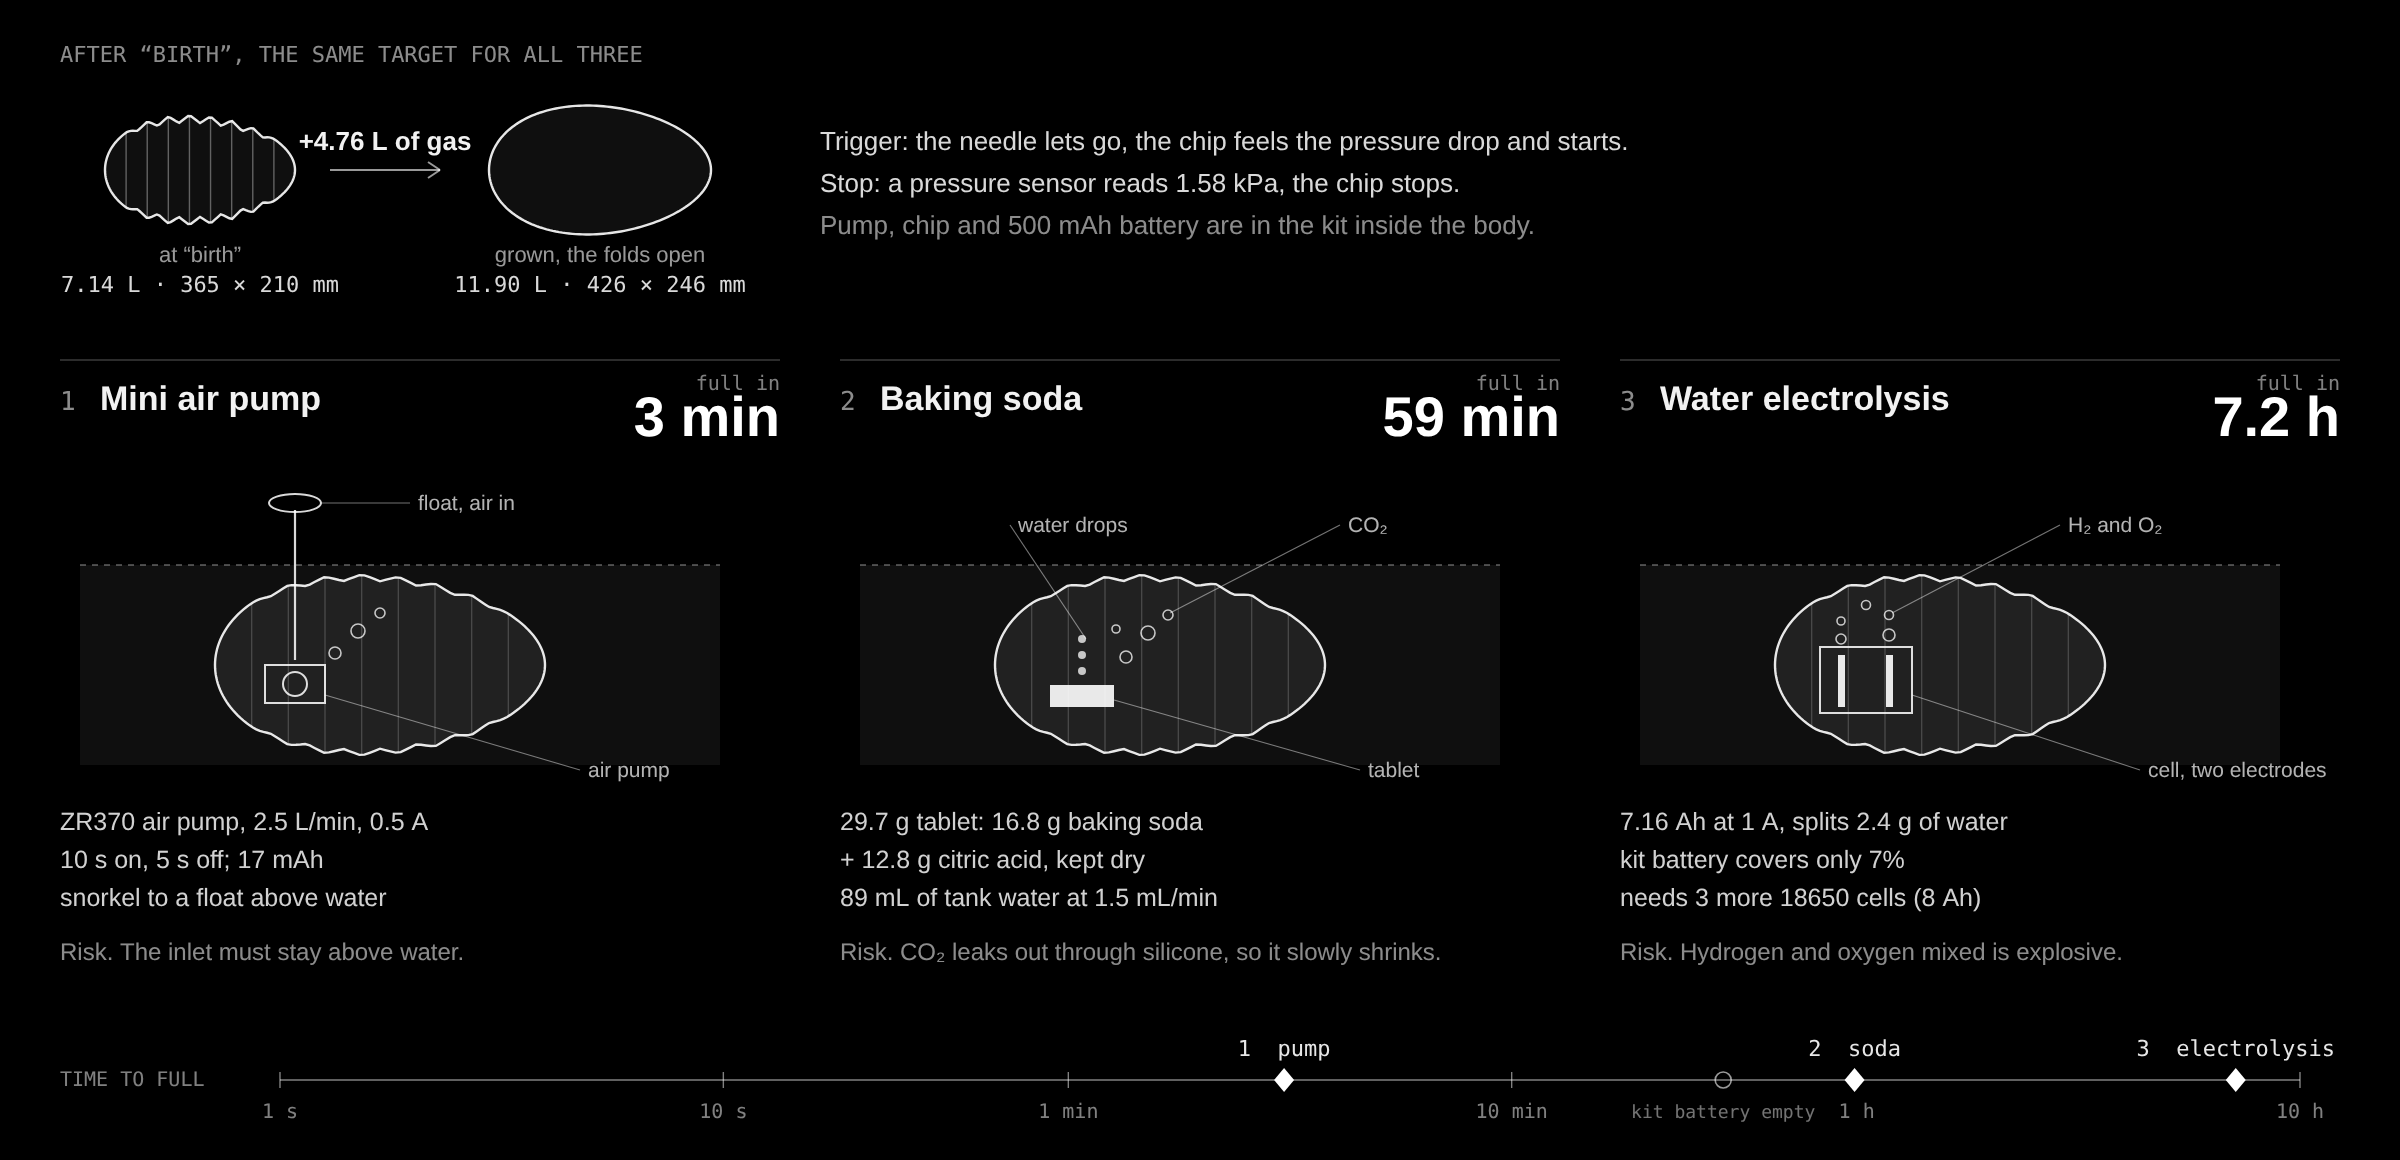 AFTER “BIRTH”, THE SAME TARGET FOR ALL THREE
+4.76 L of gas
at “birth”
7.14 L · 365 × 210 mm
grown, the folds open
11.90 L · 426 × 246 mm
Trigger: the needle lets go, the chip feels the pressure drop and starts.
Stop: a pressure sensor reads 1.58 kPa, the chip stops.
Pump, chip and 500 mAh battery are in the kit inside the body.
1 Mini air pump
full in
3 min
float, air in
air pump
ZR370 air pump, 2.5 L/min, 0.5 A
10 s on, 5 s off; 17 mAh
snorkel to a float above water
Risk. The inlet must stay above water.
2 Baking soda
full in
59 min
water drops
CO₂
tablet
29.7 g tablet: 16.8 g baking soda
+ 12.8 g citric acid, kept dry
89 mL of tank water at 1.5 mL/min
Risk. CO₂ leaks out through silicone, so it slowly shrinks.
3 Water electrolysis
full in
7.2 h
H₂ and O₂
cell, two electrodes
7.16 Ah at 1 A, splits 2.4 g of water
kit battery covers only 7%
needs 3 more 18650 cells (8 Ah)
Risk. Hydrogen and oxygen mixed is explosive.
TIME TO FULL
1 pump
2 soda
3 electrolysis
1 s
10 s
1 min
10 min
kit battery empty
1 h
10 h